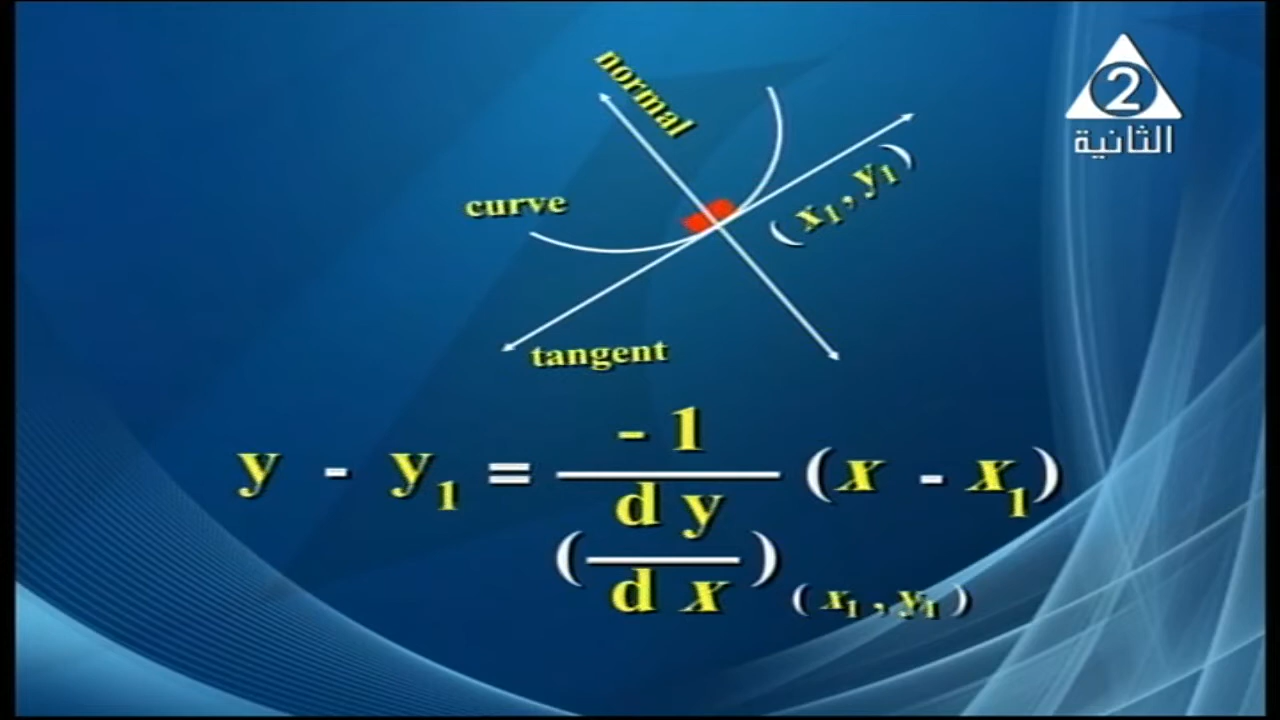 normal
2
الثانية
curve
(x₁, y₁)
tangent
y - y₁ = -1 / (dy/dx)(x₁, y₁) (x - x₁)